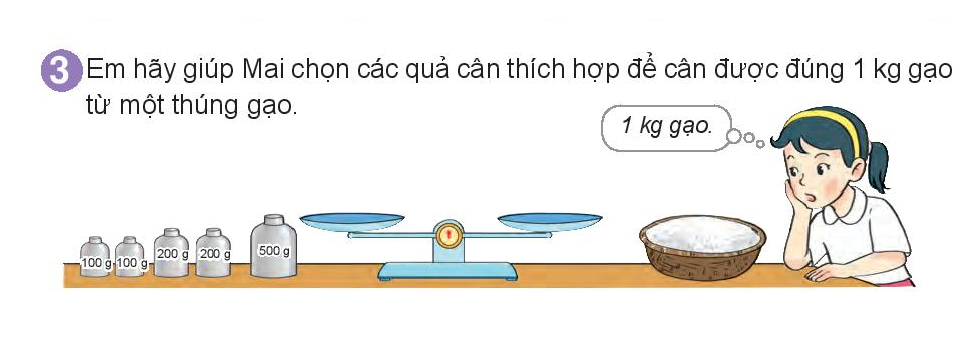 3 Em hãy giúp Mai chọn các quả cân thích hợp để cân được đúng 1 kg gạo
từ một thúng gạo.
1 kg gạo.
100 g 100 g 200 g 200 g 500 g